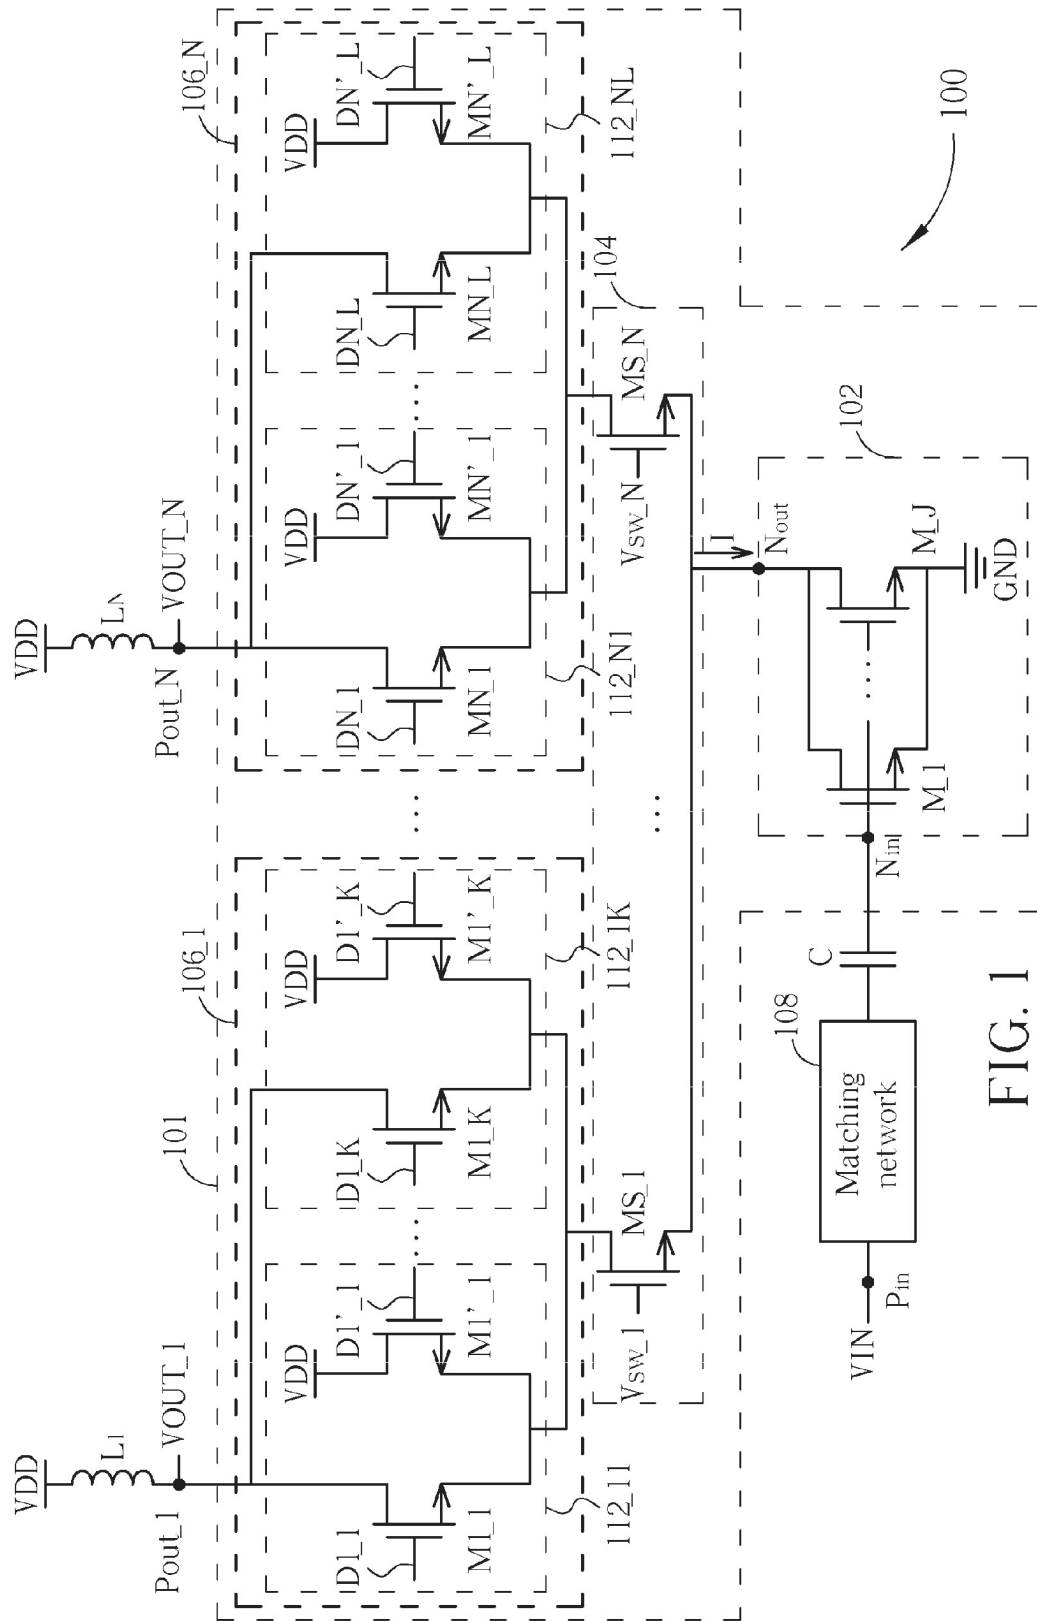 VDD
L1
Pout_1
VOUT_1
101
106_1
VDD
LN
Pout_N
VOUT_N
106_N
D1_1
M1_1
VDD
D1'_1
M1'_1
112_11
...
D1_K
M1_K
VDD
D1'_K
M1'_K
112_1K
...
DN_1
MN_1
VDD
DN'_1
MN'_1
112_N1
...
DN_L
MN_L
VDD
DN'_L
MN'_L
112_NL
Vsw_1
MS_1
...
Vsw_N
MS_N
104
I
Nout
102
VIN
Pin
Matching
network
108
C
Nin
M_1
...
M_J
GND
100
FIG. 1